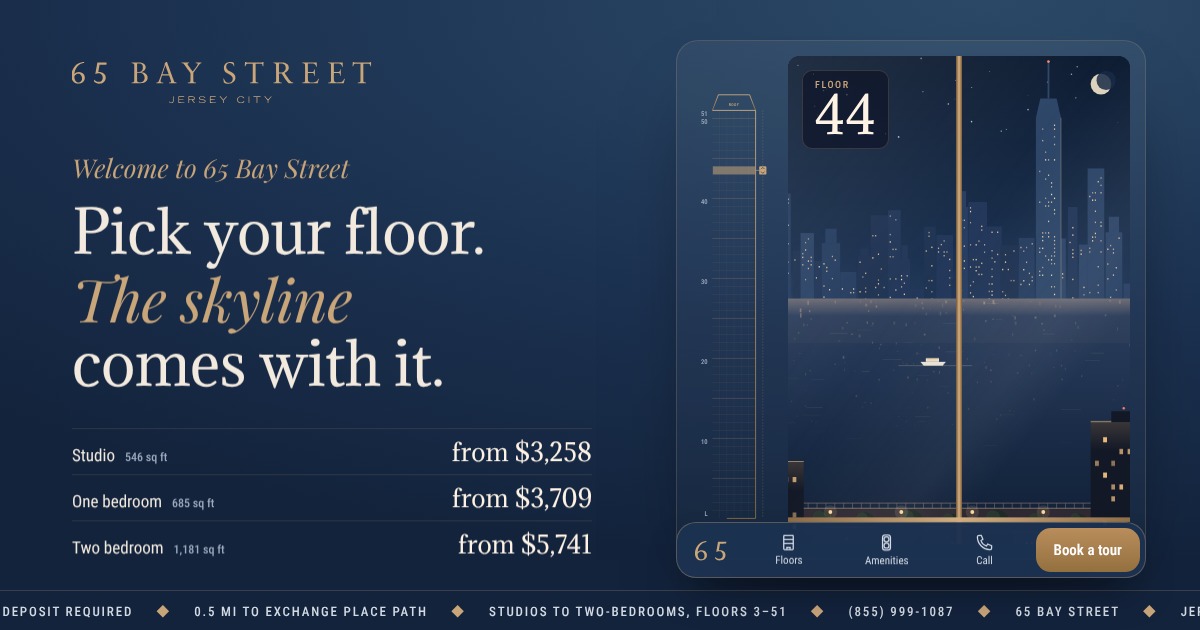 65 BAY STREET
JERSEY CITY
Welcome to 65 Bay Street
Pick your floor.
The skyline
comes with it.
Studio 546 sq ft from $3,258
One bedroom 685 sq ft from $3,709
Two bedroom 1,181 sq ft from $5,741
ROOF
51
50
40
30
20
10
L
FLOOR
44
65
Floors
Amenities
Call
Book a tour
DEPOSIT REQUIRED ◆ 0.5 MI TO EXCHANGE PLACE PATH ◆ STUDIOS TO TWO-BEDROOMS, FLOORS 3–51 ◆ (855) 999-1087 ◆ 65 BAY STREET ◆